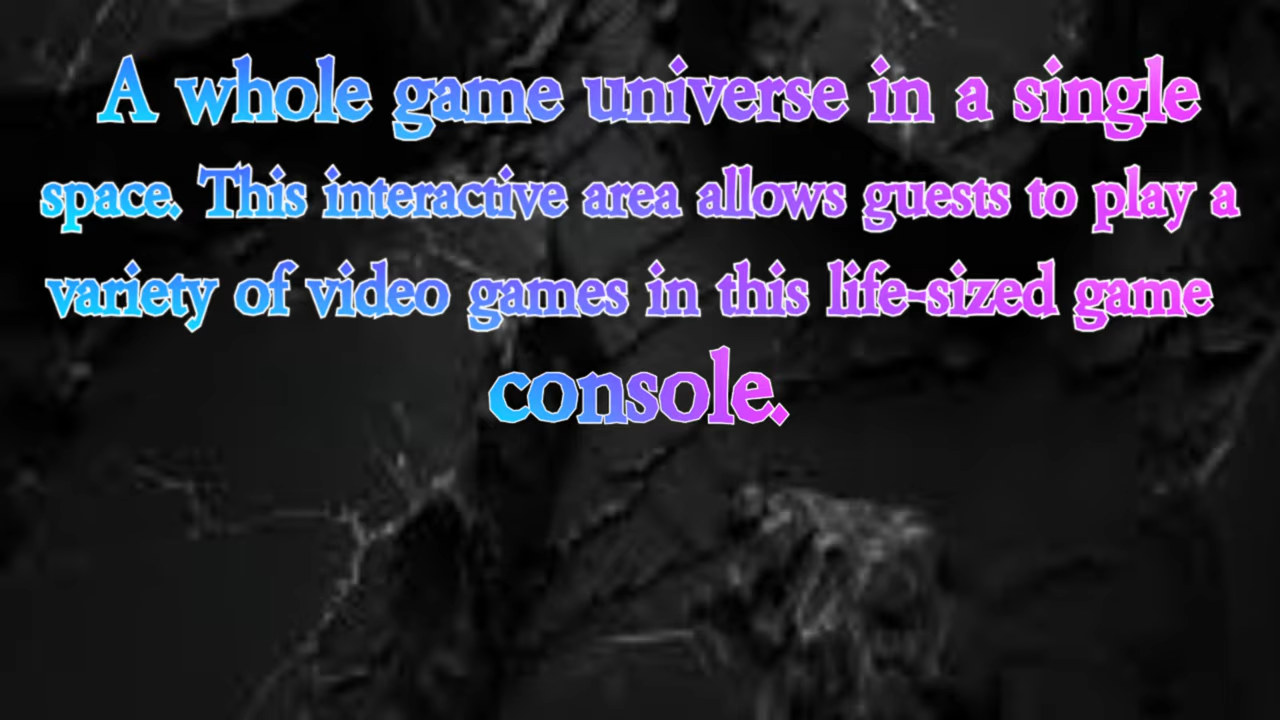 A whole game universe in a single
space. This interactive area allows guests to play a
variety of video games in this life-sized game
console.